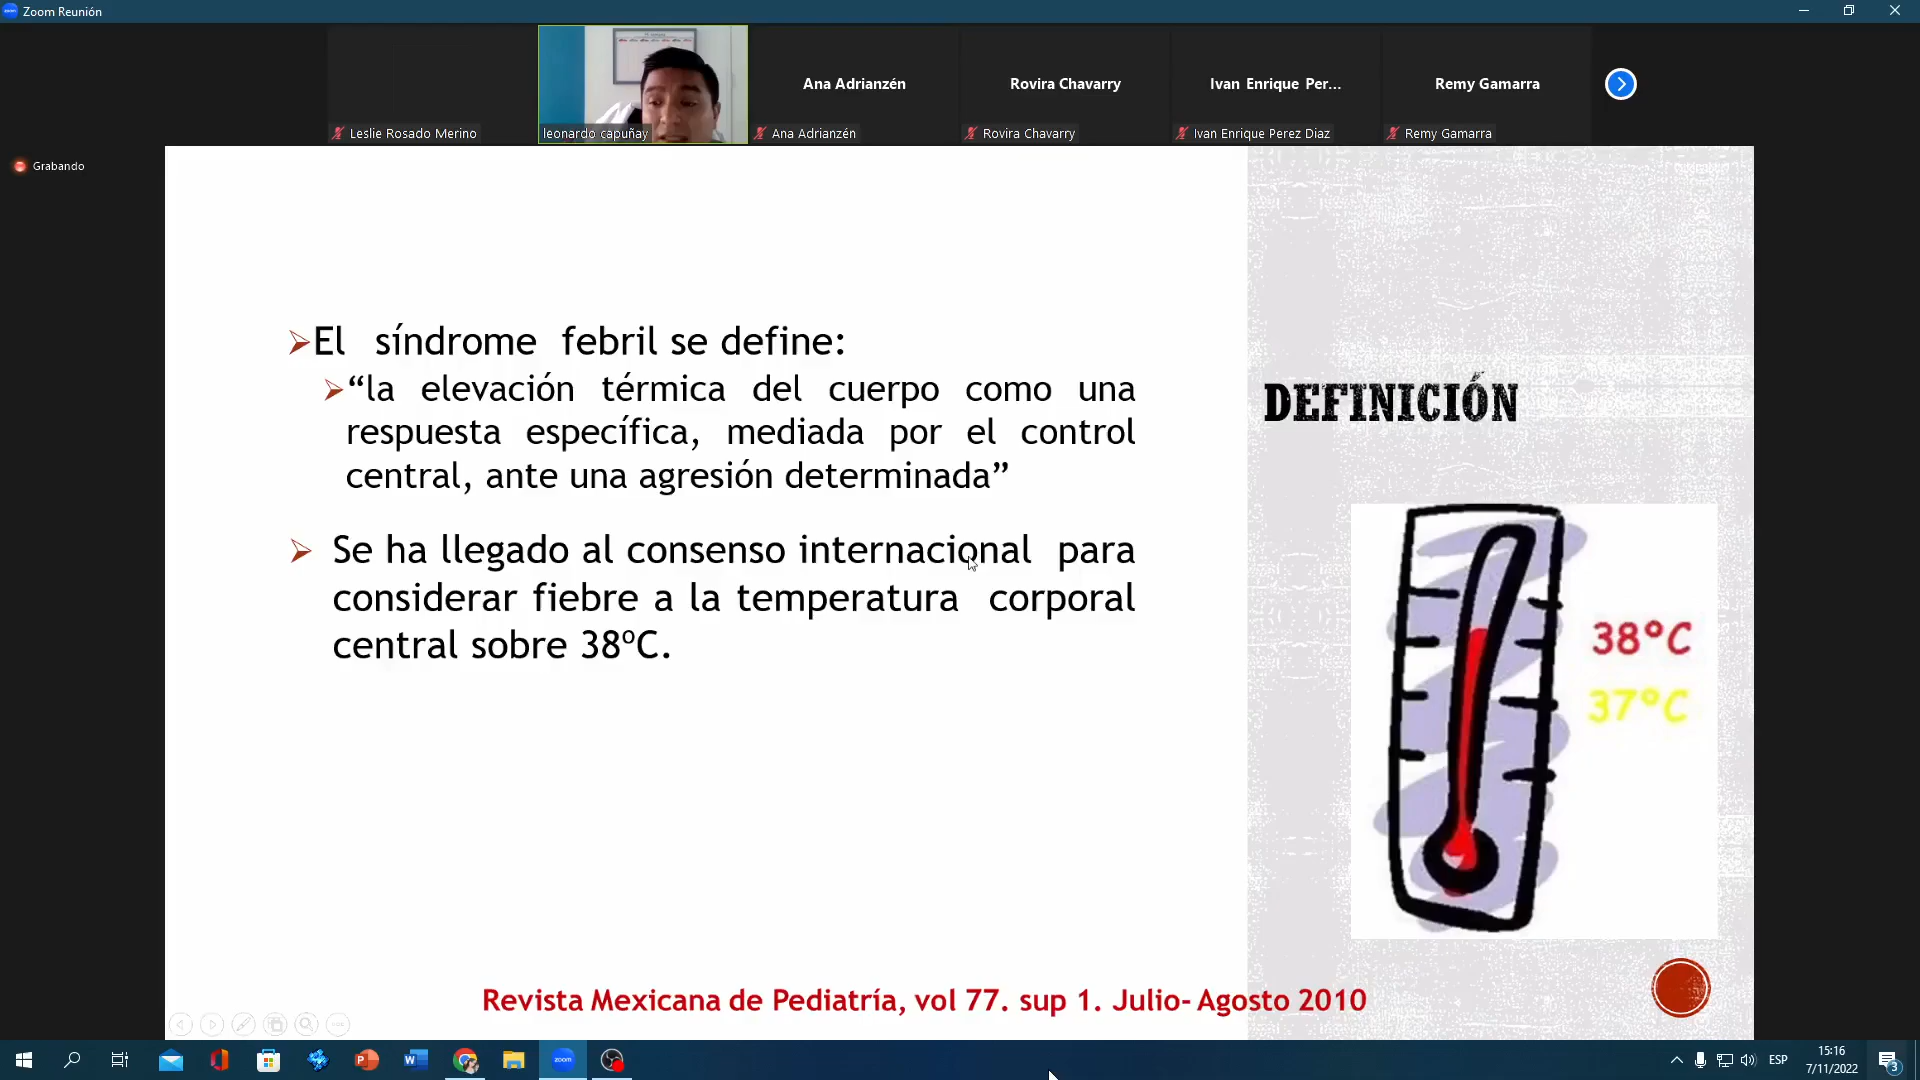 Zoom Reunión
Ana Adrianzén
Rovira Chavarry
Ivan Enrique Per...
Remy Gamarra
Leslie Rosado Merino
leonardo capuñay
Ana Adrianzén
Rovira Chavarry
Ivan Enrique Perez Diaz
Remy Gamarra
Grabando
El síndrome febril se define:
“la elevación térmica del cuerpo como una
respuesta específica, mediada por el control
central, ante una agresión determinada”
Se ha llegado al consenso internacional para
considerar fiebre a la temperatura corporal
central sobre 38ºC.
DEFINICIÓN
38°C
37°C
Revista Mexicana de Pediatría, vol 77. sup 1. Julio- Agosto 2010
zoom
ESP
15:16
7/11/2022
3